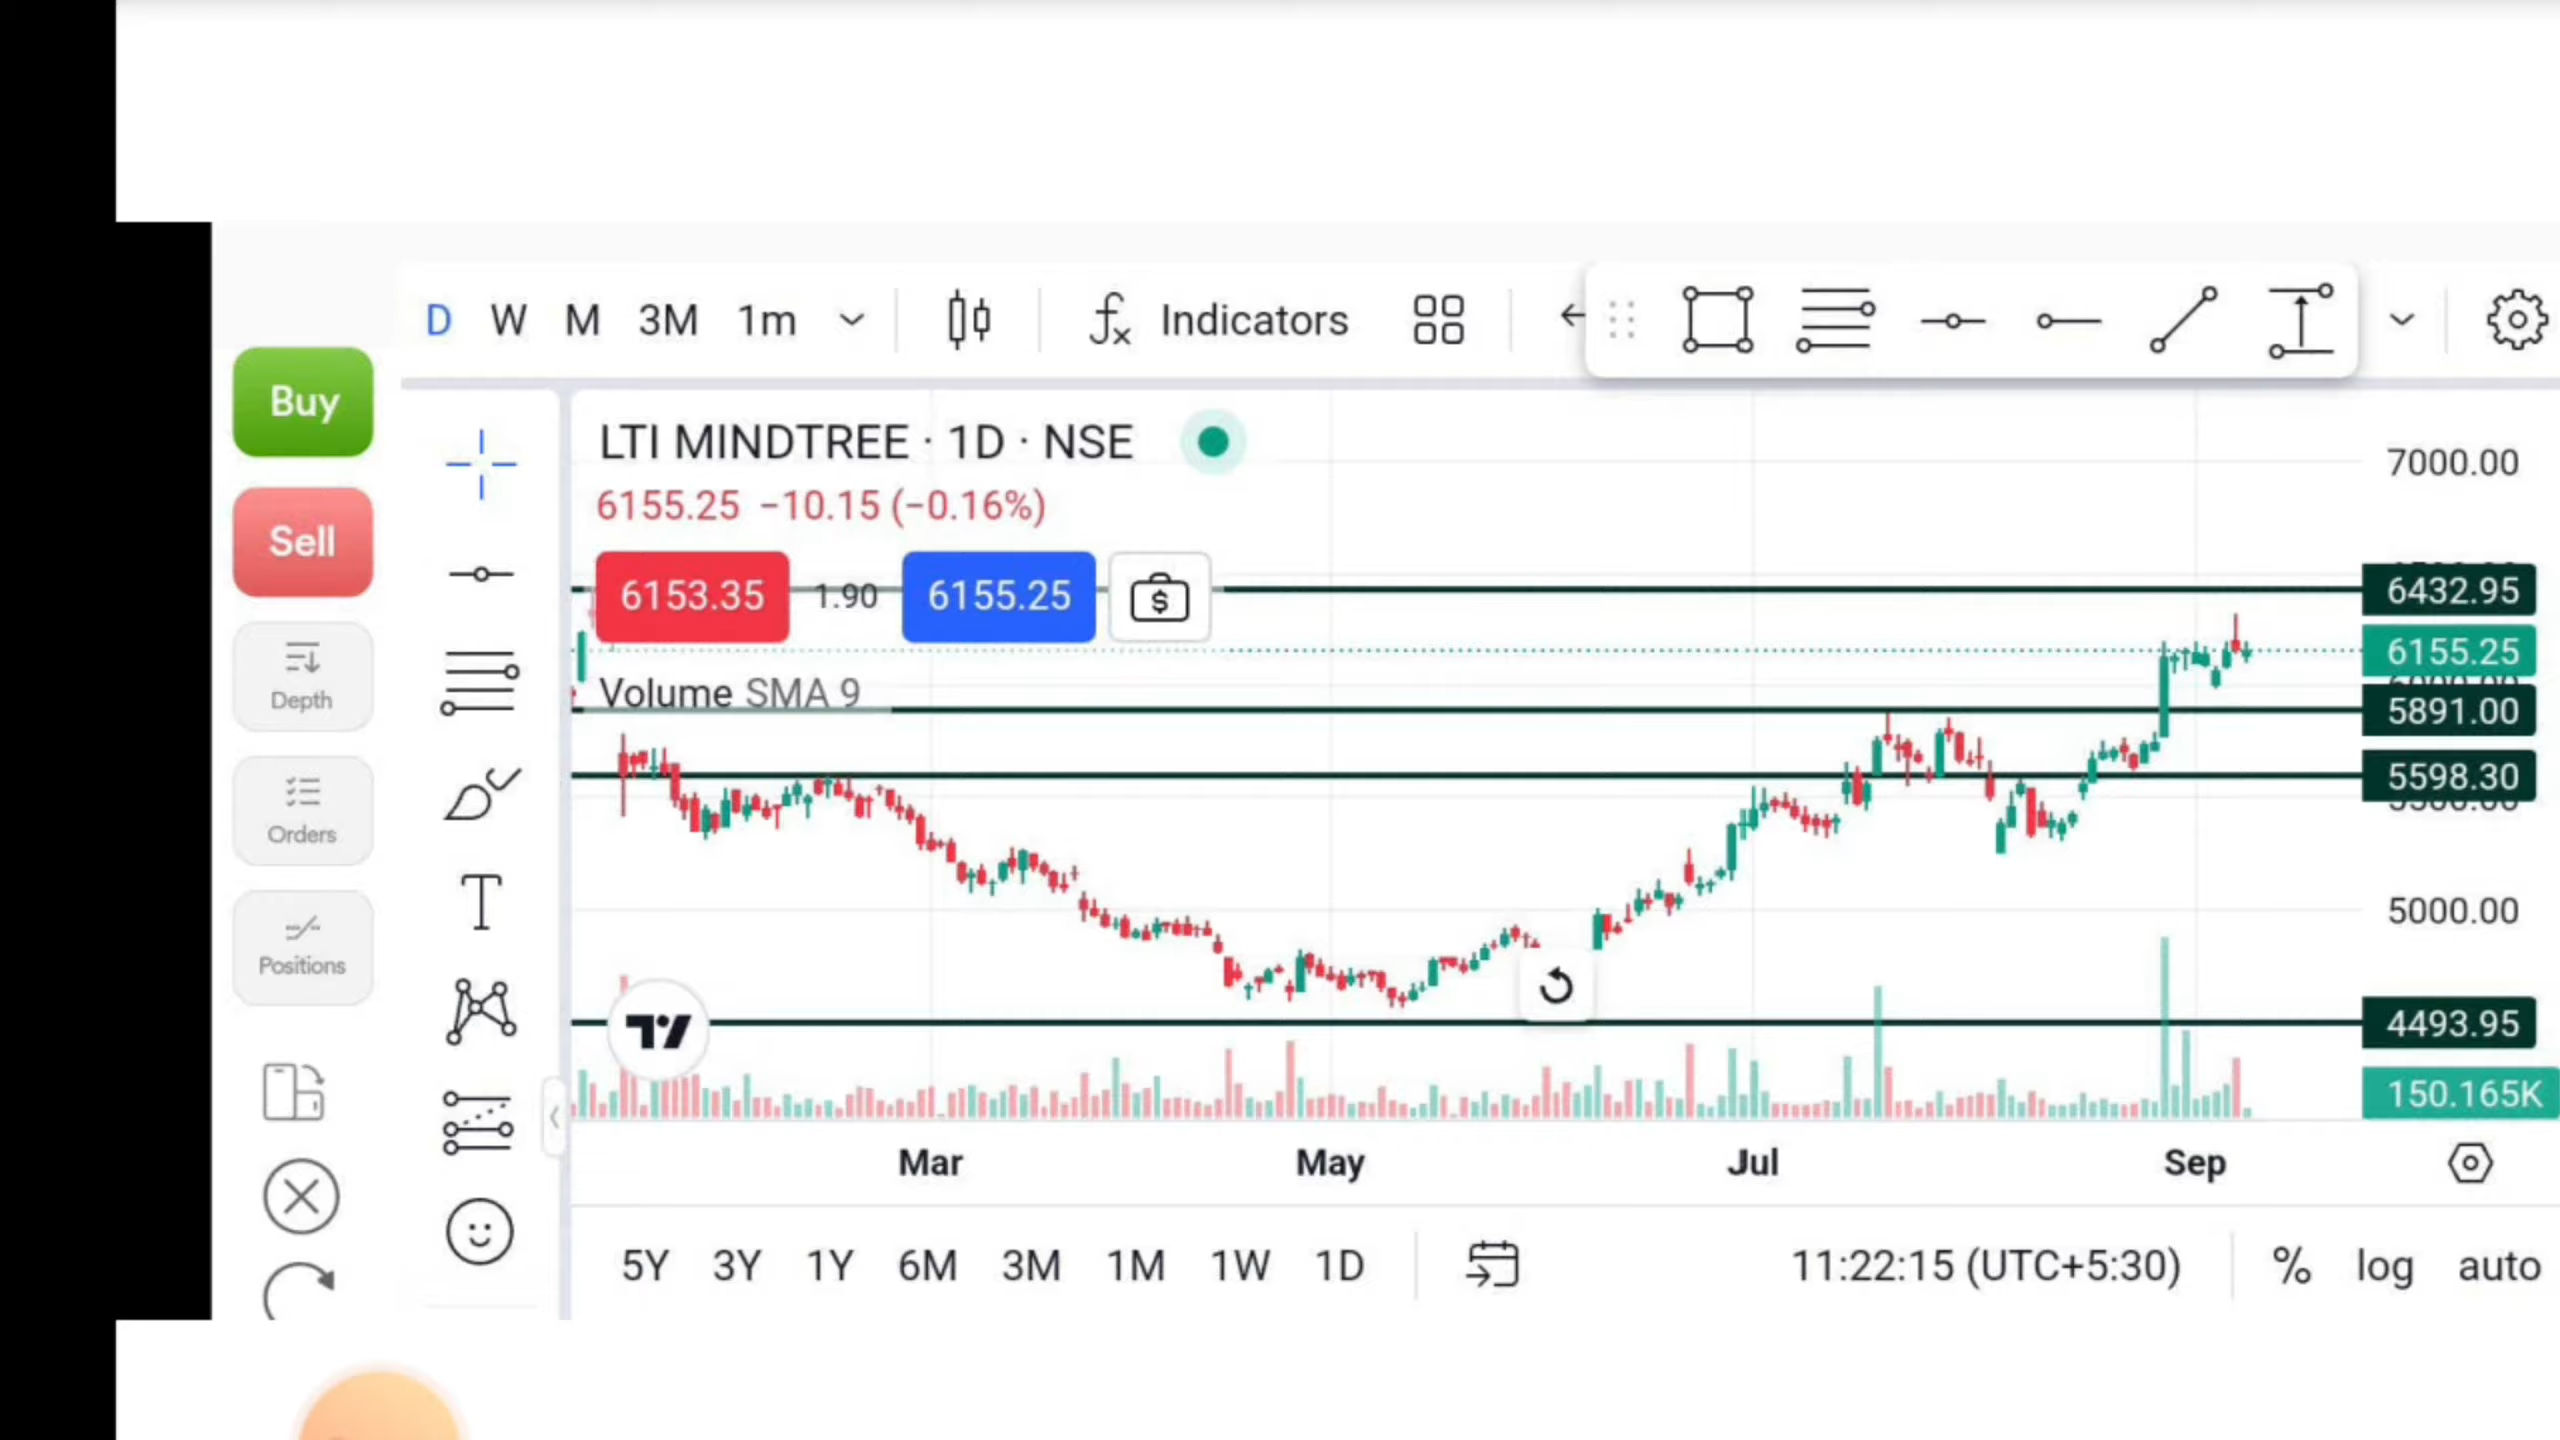 D W M 3M 1m Indicators
Buy
Sell
Depth
Orders
Positions
LTI MINDTREE · 1D · NSE
6155.25 −10.15 (−0.16%)
6153.35 1.90 6155.25
Volume SMA 9
7000.00
6432.95
6155.25
5891.00
5598.30
5000.00
4493.95
150.165K
Mar May Jul Sep
5Y 3Y 1Y 6M 3M 1M 1W 1D 11:22:15 (UTC+5:30) % log auto